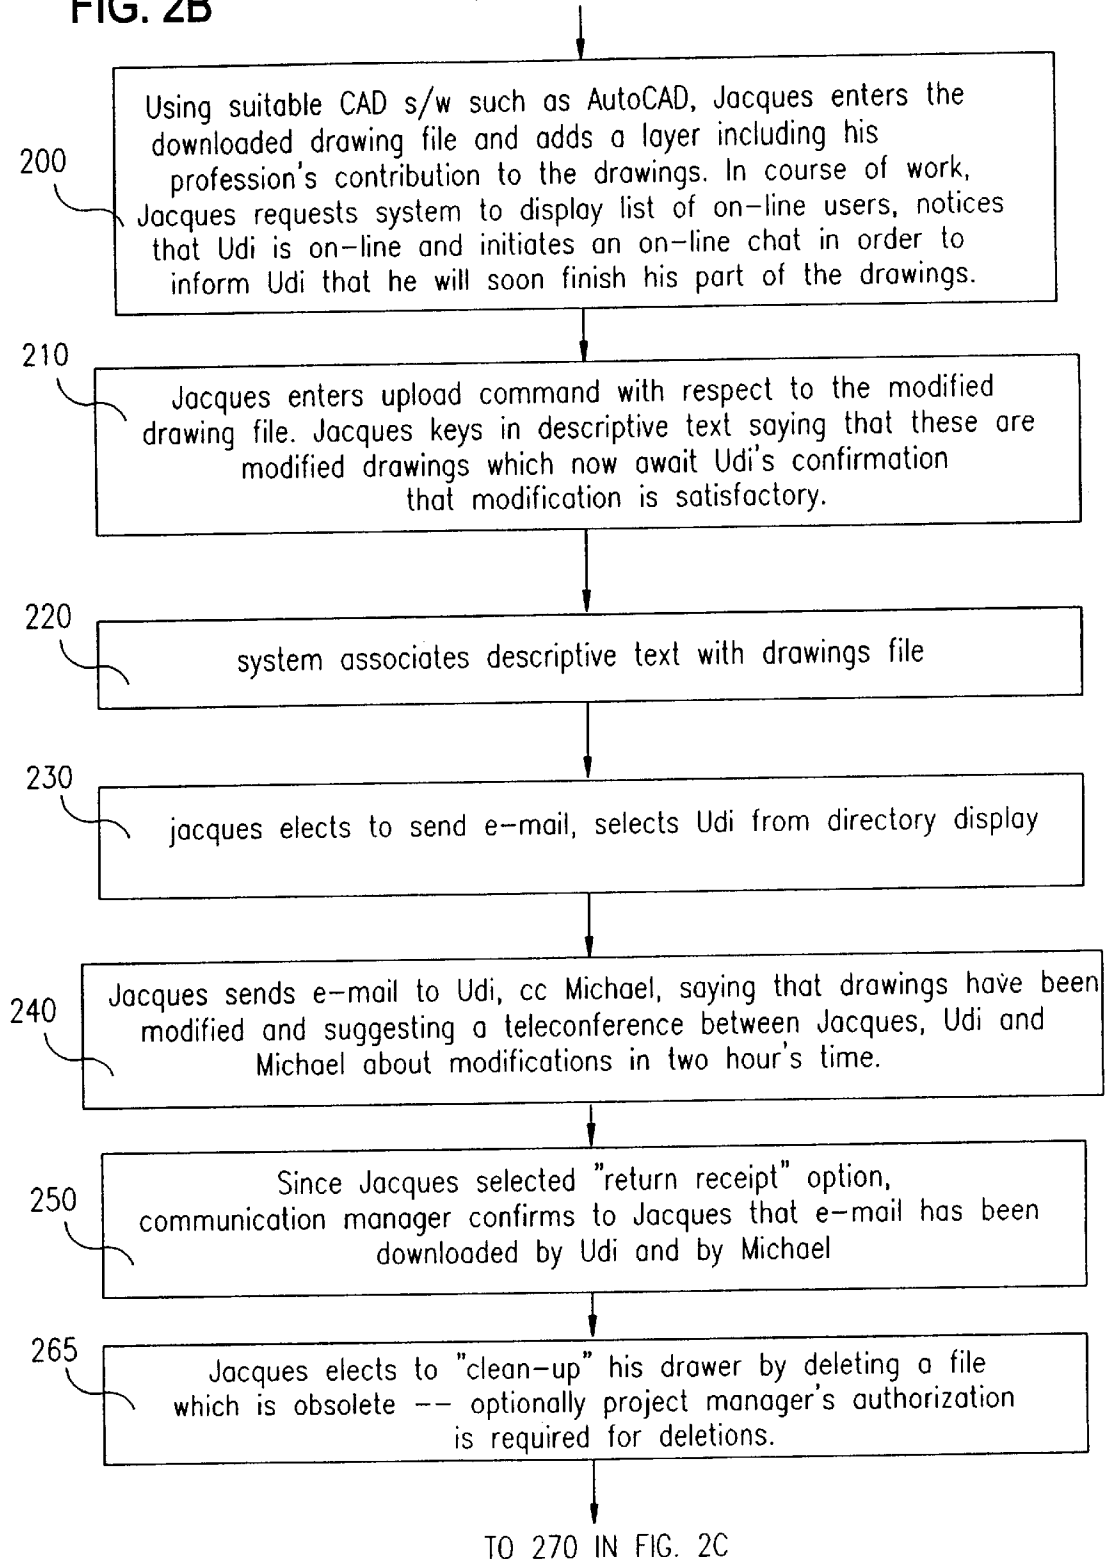 FIG. 2B
200
Using suitable CAD s/w such as AutoCAD, Jacques enters the
downloaded drawing file and adds a layer including his
profession's contribution to the drawings. In course of work,
Jacques requests system to display list of on-line users, notices
that Udi is on-line and initiates an on-line chat in order to
inform Udi that he will soon finish his part of the drawings.
210
Jacques enters upload command with respect to the modified
drawing file. Jacques keys in descriptive text saying that these are
modified drawings which now await Udi's confirmation
that modification is satisfactory.
220
system associates descriptive text with drawings file
230
jacques elects to send e-mail, selects Udi from directory display
240
Jacques sends e-mail to Udi, cc Michael, saying that drawings have been
modified and suggesting a teleconference between Jacques, Udi and
Michael about modifications in two hour's time.
250
Since Jacques selected "return receipt" option,
communication manager confirms to Jacques that e-mail has been
downloaded by Udi and by Michael
265
Jacques elects to "clean-up" his drawer by deleting a file
which is obsolete -- optionally project manager's authorization
is required for deletions.
TO 270 IN FIG. 2C